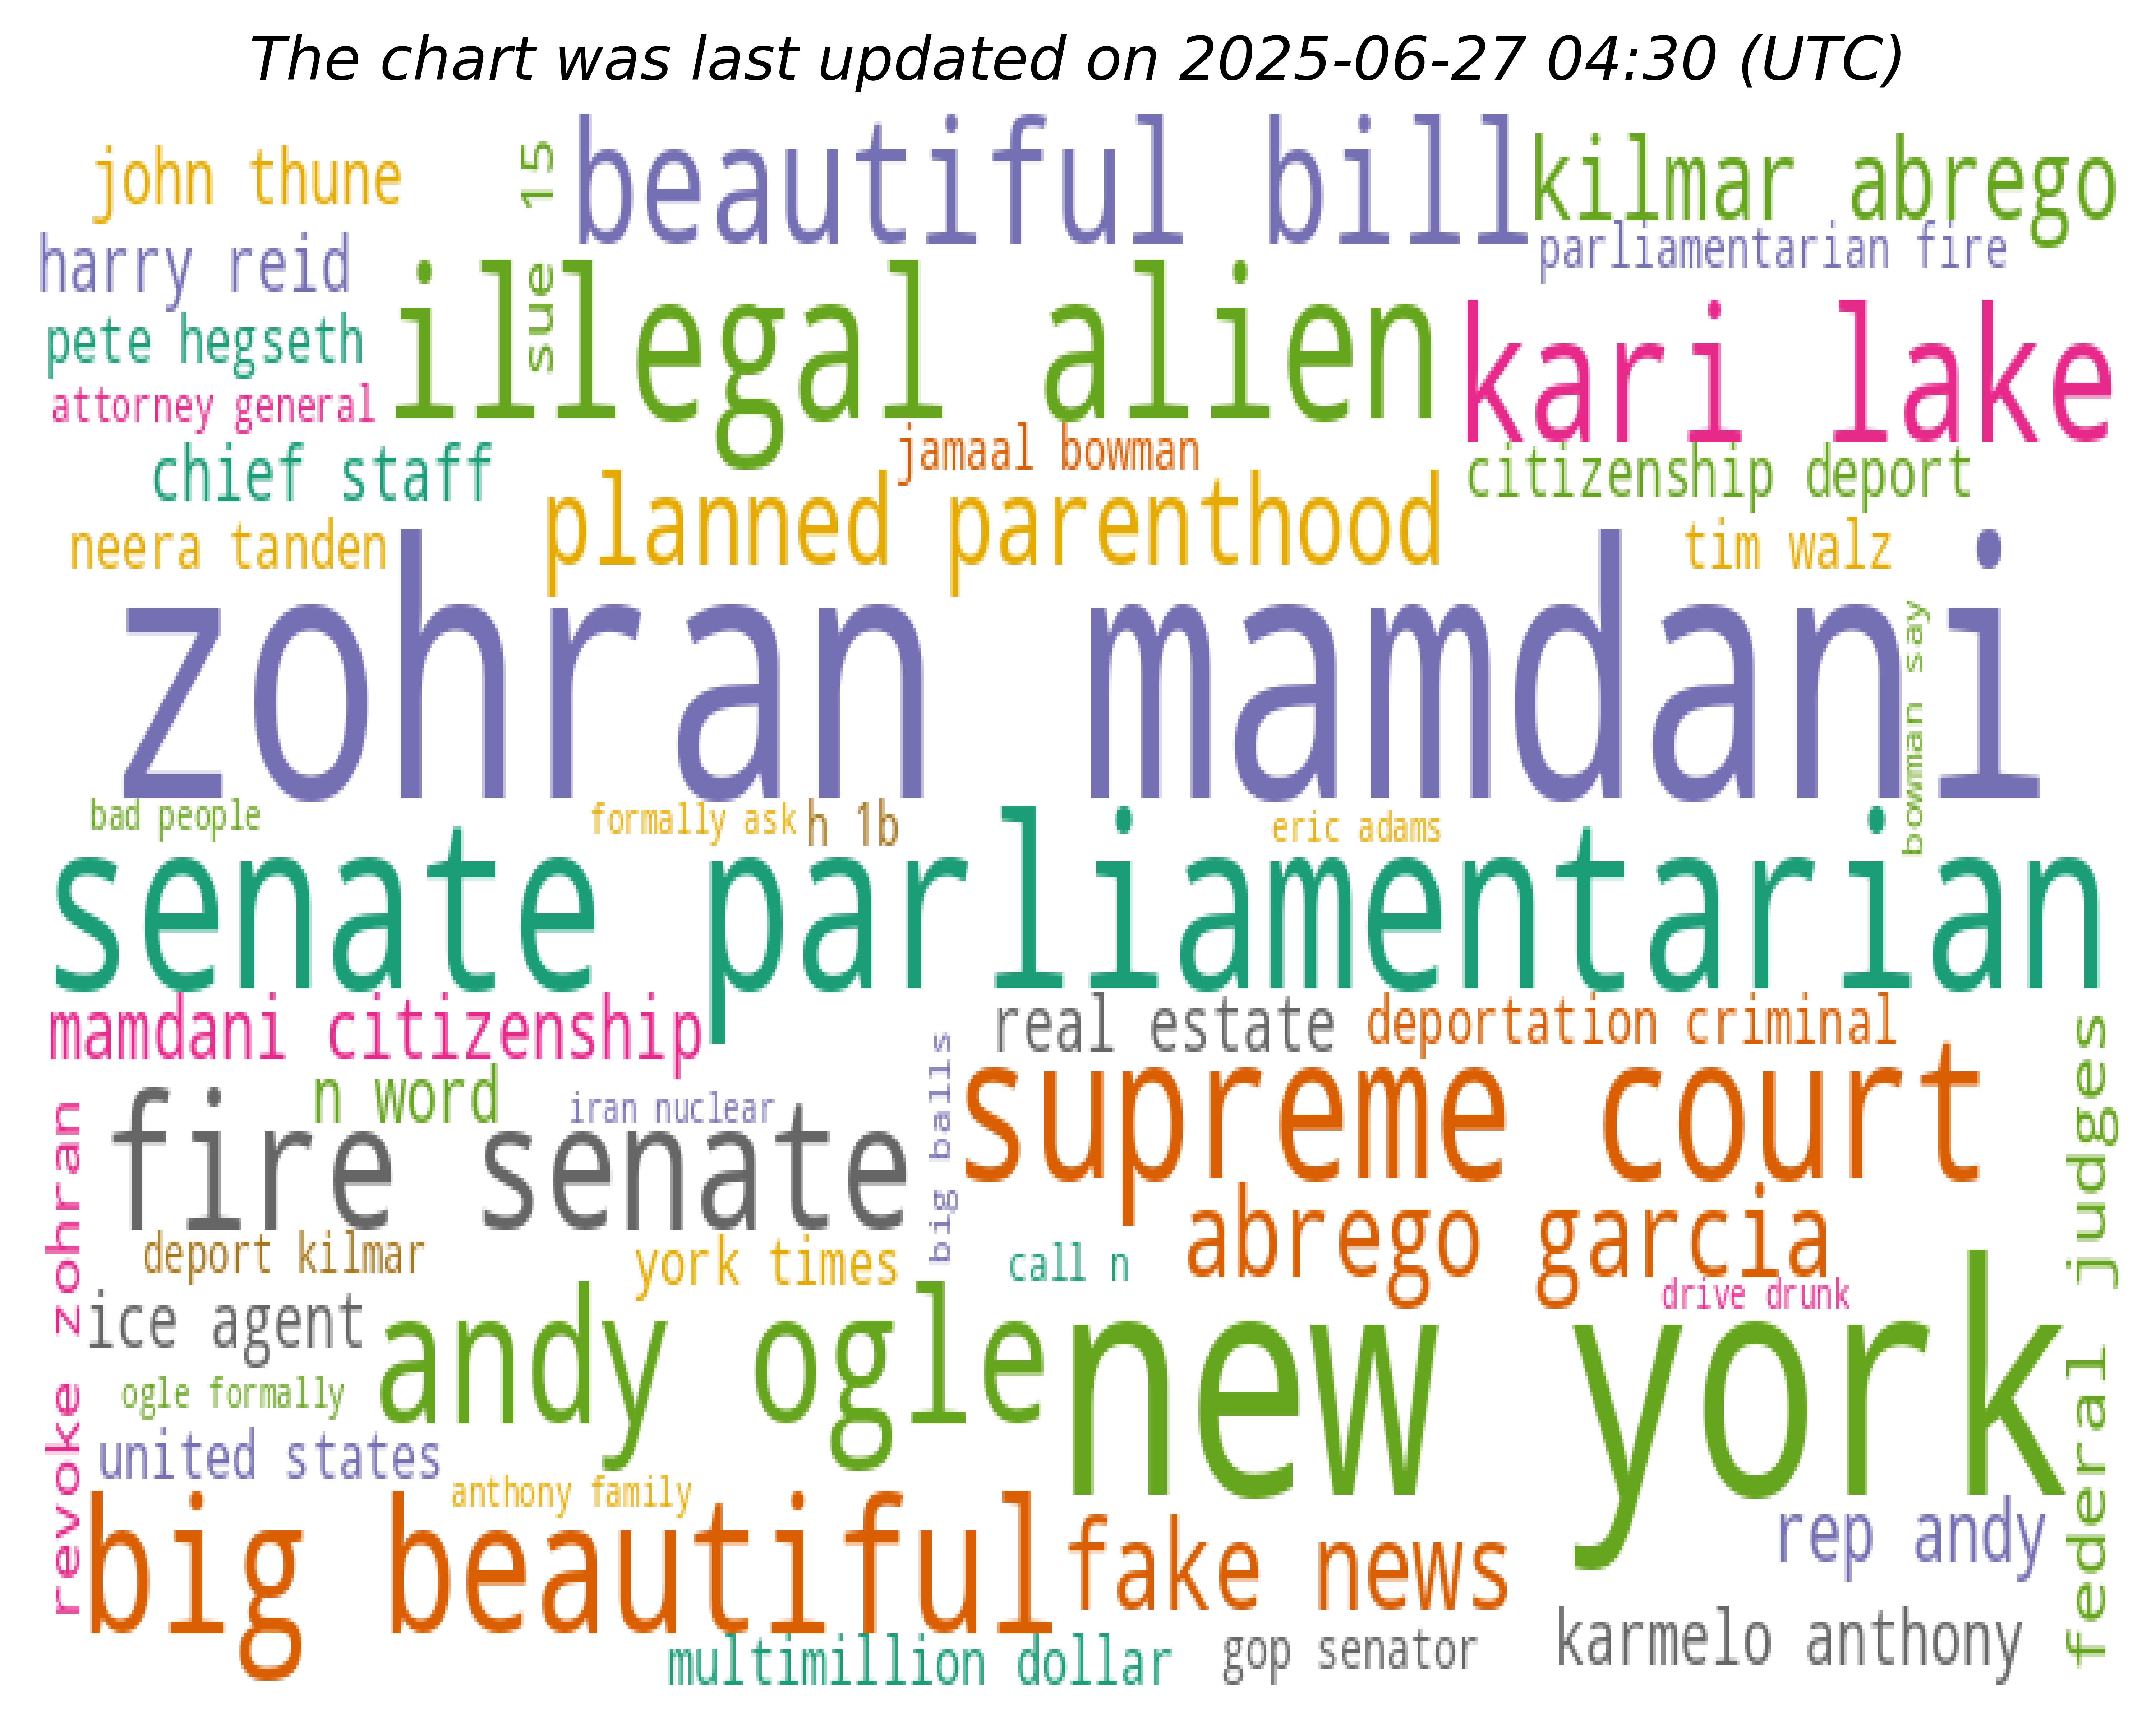 The chart was last updated on 2025-06-27 04:30 (UTC)
john thune
sue 15
beautiful bill
kilmar abrego
harry reid
parliamentarian fire
illegal alien
pete hegseth
kari lake
attorney general
jamaal bowman
chief staff
citizenship deport
planned parenthood
neera tanden
tim walz
zohran mamdani
bowman say
bad people
formally ask
h 1b
eric adams
senate parliamentarian
mamdani citizenship
real estate
deportation criminal
n word
iran nuclear
big balls
supreme court
federal judges
fire senate
revoke zohran
deport kilmar
york times
call n
abrego garcia
drive drunk
ice agent
andy ogle
new york
ogle formally
united states
anthony family
big beautiful
fake news
rep andy
multimillion dollar
gop senator
karmelo anthony